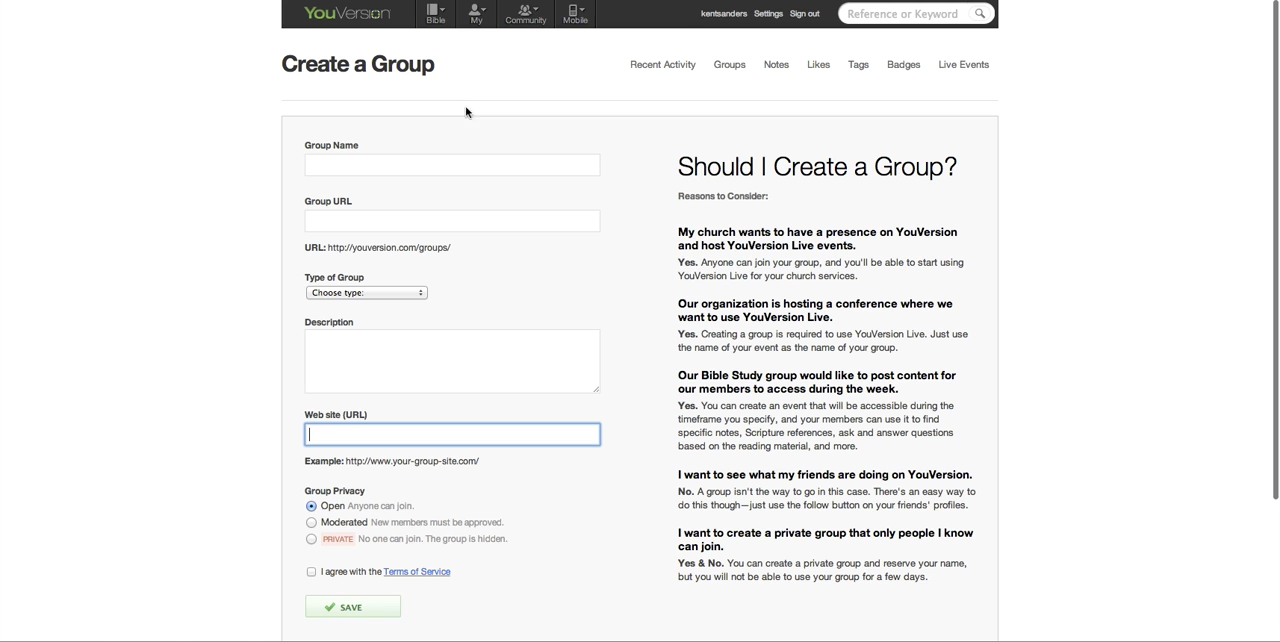 YouVersion
Bible
My
Community
Mobile
kentsanders Settings Sign out
Reference or Keyword
Create a Group
Recent Activity Groups Notes Likes Tags Badges Live Events
Group Name
Group URL
URL: http://youversion.com/groups/
Type of Group
Choose type:
Description
Web site (URL)
Example: http://www.your-group-site.com/
Group Privacy
Open Anyone can join.
Moderated New members must be approved.
PRIVATE No one can join. The group is hidden.
I agree with the Terms of Service
SAVE
Should I Create a Group?
Reasons to Consider:
My church wants to have a presence on YouVersion
and host YouVersion Live events.
Yes. Anyone can join your group, and you'll be able to start using
YouVersion Live for your church services.
Our organization is hosting a conference where we
want to use YouVersion Live.
Yes. Creating a group is required to use YouVersion Live. Just use
the name of your event as the name of your group.
Our Bible Study group would like to post content for
our members to access during the week.
Yes. You can create an event that will be accessible during the
timeframe you specify, and your members can use it to find
specific notes, Scripture references, ask and answer questions
based on the reading material, and more.
I want to see what my friends are doing on YouVersion.
No. A group isn't the way to go in this case. There's an easy way to
do this though—just use the follow button on your friends' profiles.
I want to create a private group that only people I know
can join.
Yes & No. You can create a private group and reserve your name,
but you will not be able to use your group for a few days.